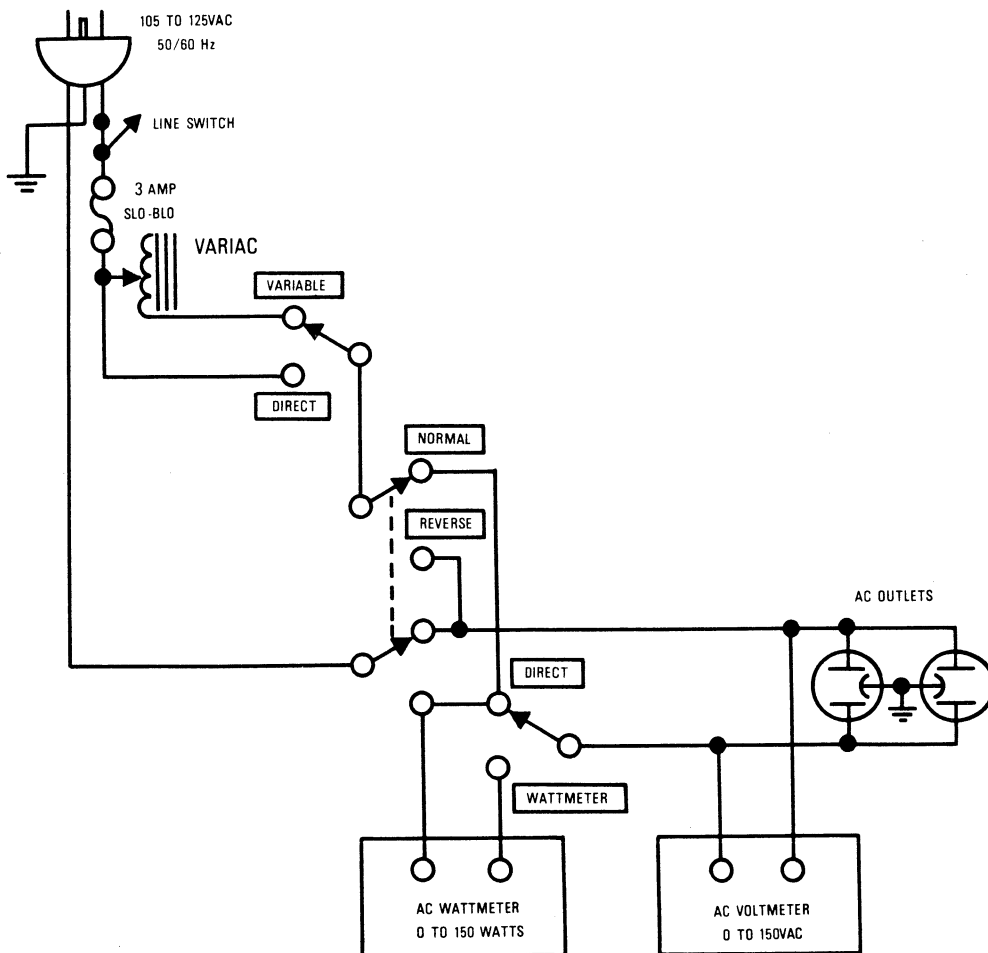 105 TO 125VAC
50/60 Hz
LINE SWITCH
3 AMP
SLO-BLO
VARIAC
VARIABLE
DIRECT
NORMAL
REVERSE
AC OUTLETS
DIRECT
WATTMETER
AC WATTMETER
0 TO 150 WATTS
AC VOLTMETER
0 TO 150VAC